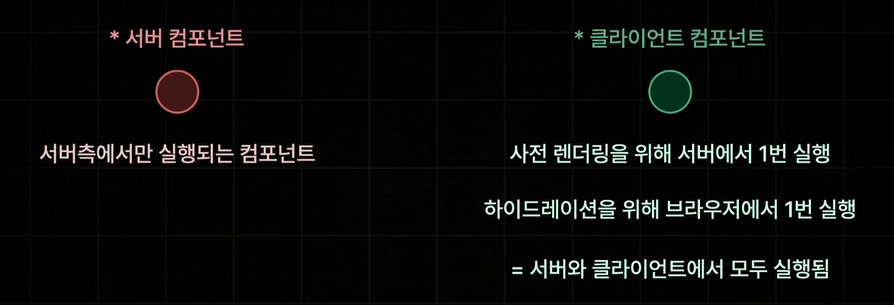 * 서버 컴포넌트
서버측에서만 실행되는 컴포넌트
* 클라이언트 컴포넌트
사전 렌더링을 위해 서버에서 1번 실행
하이드레이션을 위해 브라우저에서 1번 실행
= 서버와 클라이언트에서 모두 실행됨